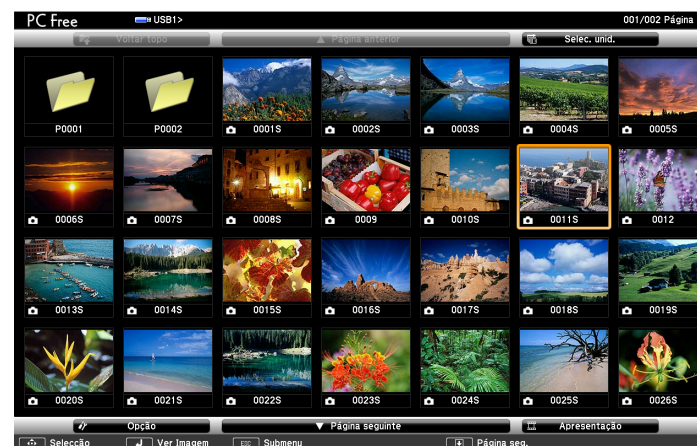 PC Free USB1> 001/002 Página
Voltar topo ▲ Página anterior Selec. unid.
P0001 P0002 0001S 0002S 0003S 0004S 0005S
0006S 0007S 0008S 0009 0010S 0011S 0012
0013S 0014S 0015S 0016S 0017S 0018S 0019S
0020S 0021S 0022S 0023S 0024S 0025S 0026S
Opção ▼ Página seguinte Apresentação
Selecção Ver Imagem ESC Submenu Página seg.